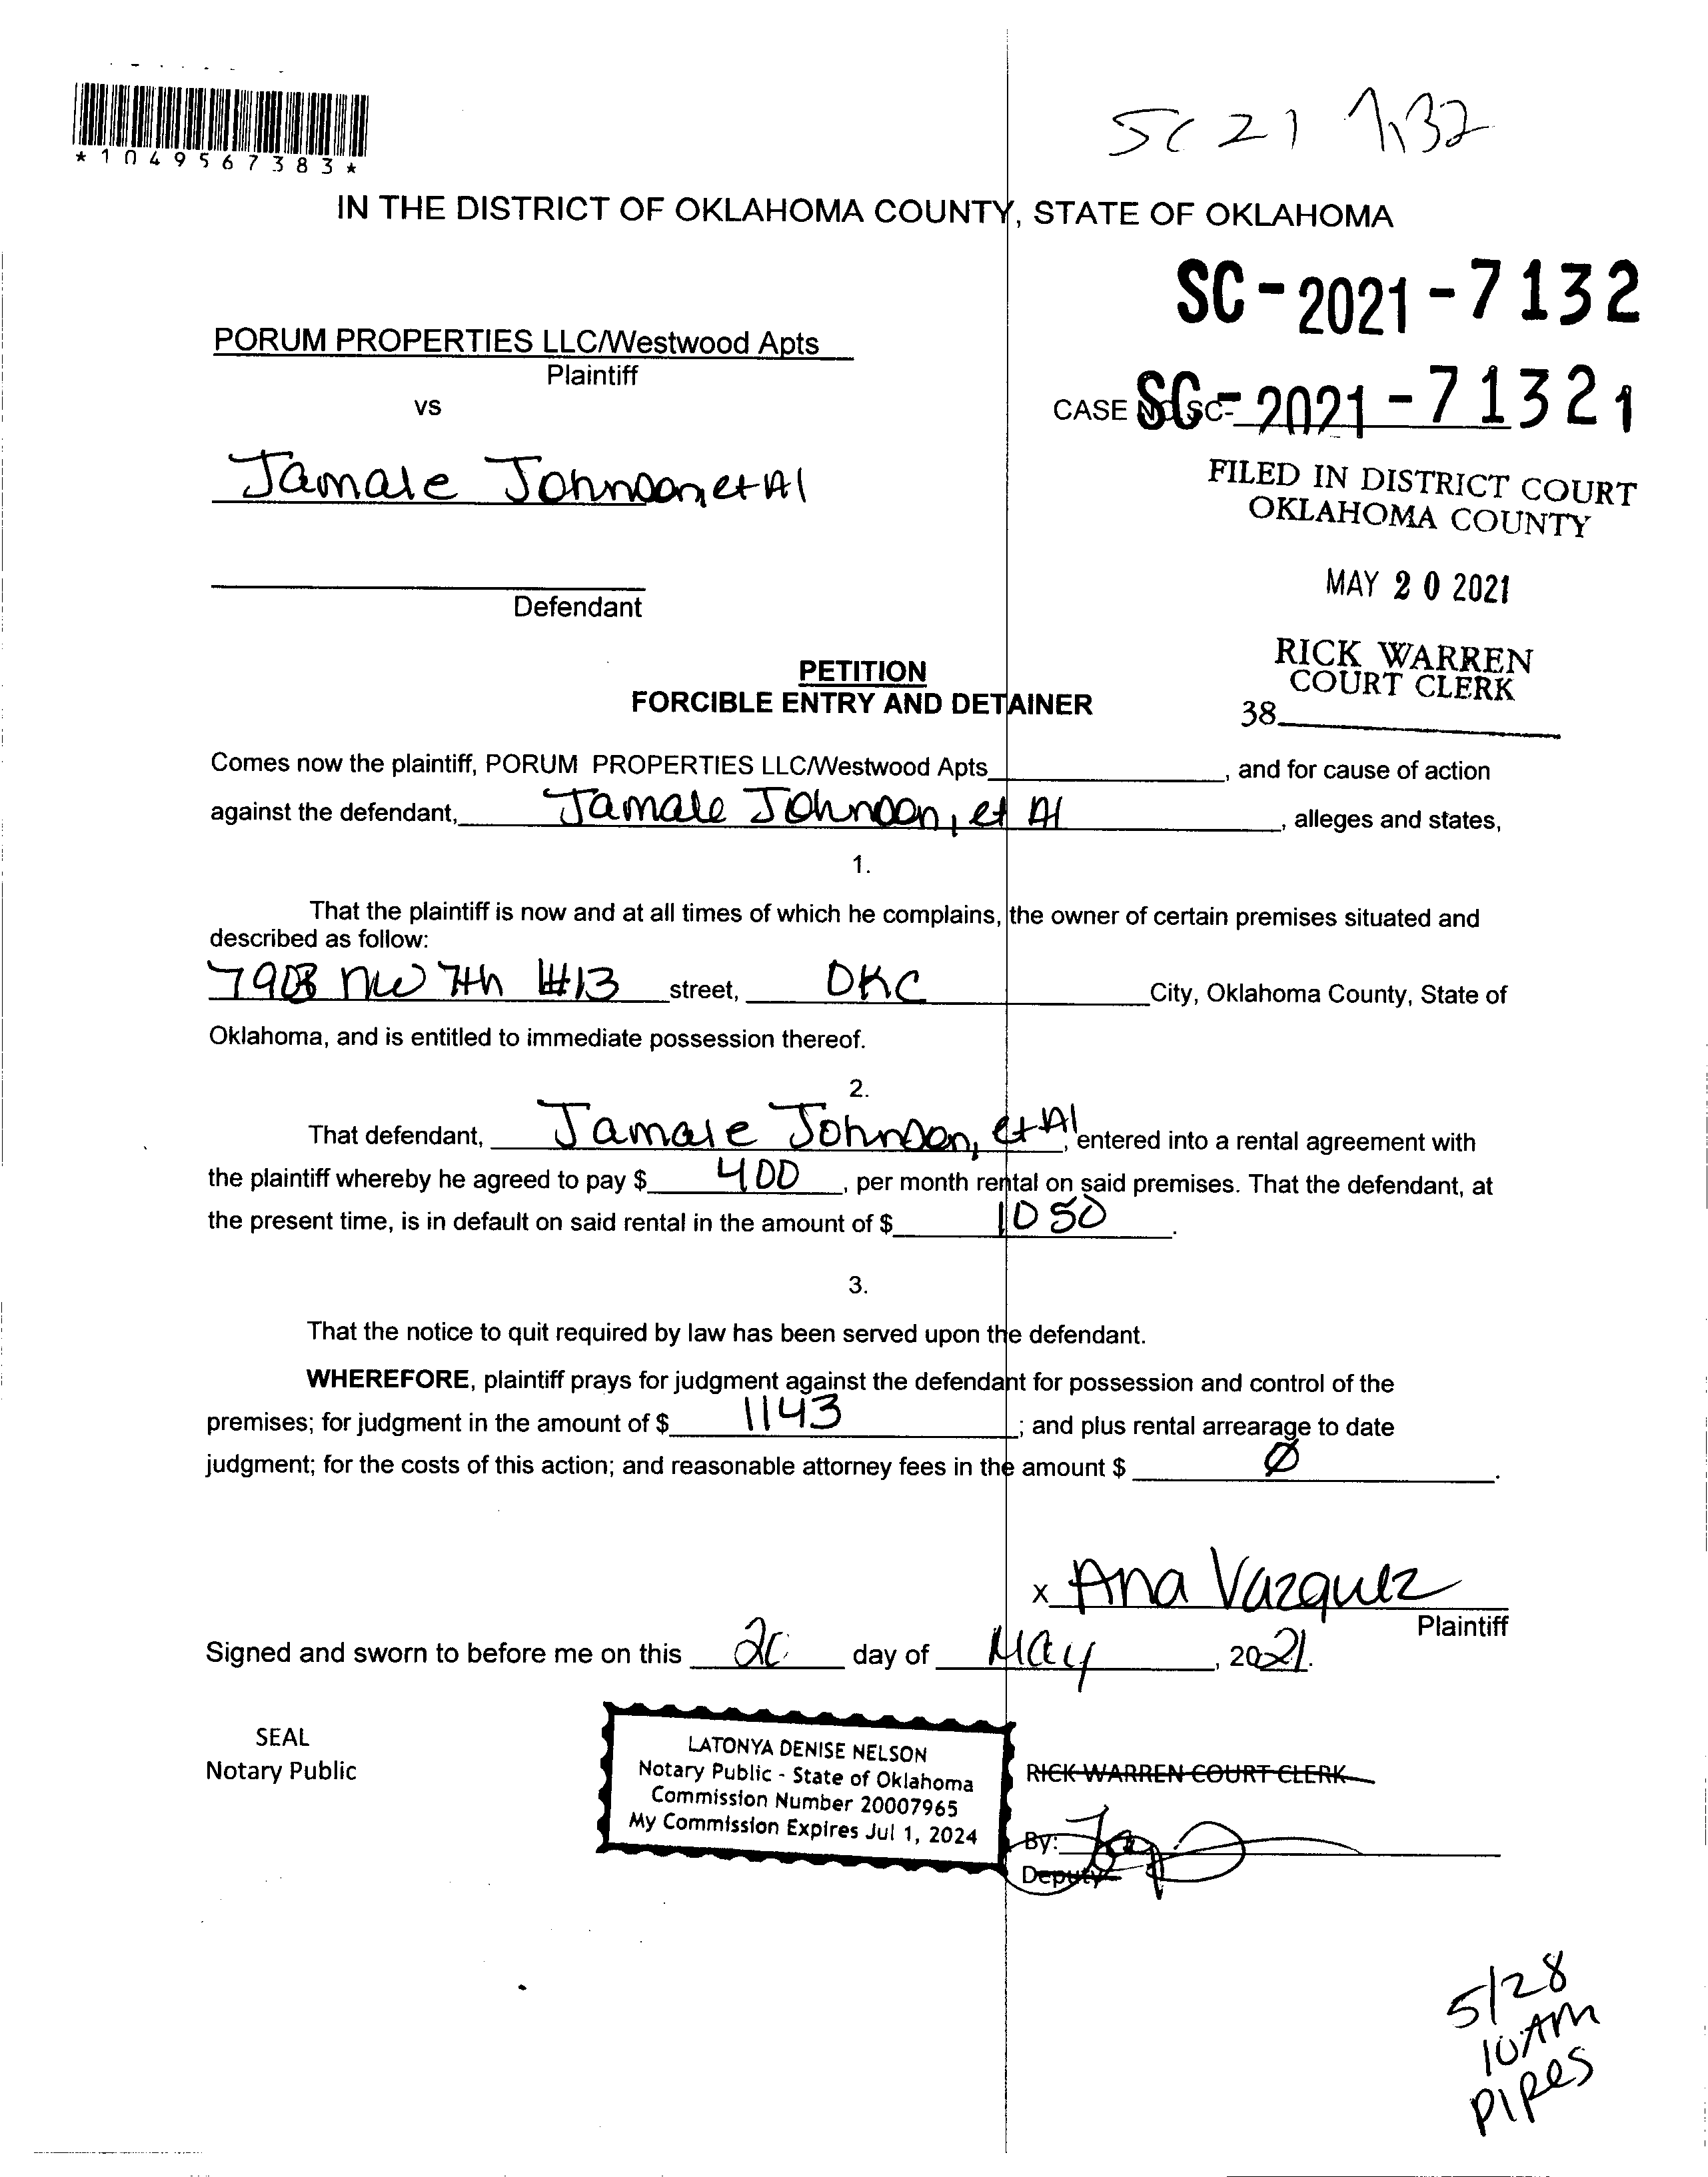 *1049567383*
SC 21 7132
IN THE DISTRICT OF OKLAHOMA COUNTY, STATE OF OKLAHOMA
SC-2021-7132
PORUM PROPERTIES LLC/Westwood Apts
Plaintiff
vs
CASE NO. SC- SC-2021-71321
Jamale Johnson, et Al
FILED IN DISTRICT COURT
OKLAHOMA COUNTY
MAY 20 2021
Defendant
RICK WARREN
COURT CLERK
38
PETITION
FORCIBLE ENTRY AND DETAINER
Comes now the plaintiff, PORUM PROPERTIES LLC/Westwood Apts, and for cause of action
against the defendant, Jamale Johnson, et Al, alleges and states,
1.
That the plaintiff is now and at all times of which he complains, the owner of certain premises situated and
described as follow:
7908 NW 7th #13 street, OKC City, Oklahoma County, State of
Oklahoma, and is entitled to immediate possession thereof.
2.
That defendant, Jamale Johnson, et Al, entered into a rental agreement with
the plaintiff whereby he agreed to pay $ 400, per month rental on said premises. That the defendant, at
the present time, is in default on said rental in the amount of $ 1050.
3.
That the notice to quit required by law has been served upon the defendant.
WHEREFORE, plaintiff prays for judgment against the defendant for possession and control of the
premises; for judgment in the amount of $ 1143; and plus rental arrearage to date
judgment; for the costs of this action; and reasonable attorney fees in the amount $ Ø.
x Ana Vazquez
Plaintiff
Signed and sworn to before me on this 20 day of May, 2021.
SEAL
Notary Public
LATONYA DENISE NELSON
Notary Public - State of Oklahoma
Commission Number 20007965
My Commission Expires Jul 1, 2024
RICK WARREN COURT CLERK
By:
Deputy
5/28
10AM
Pipes